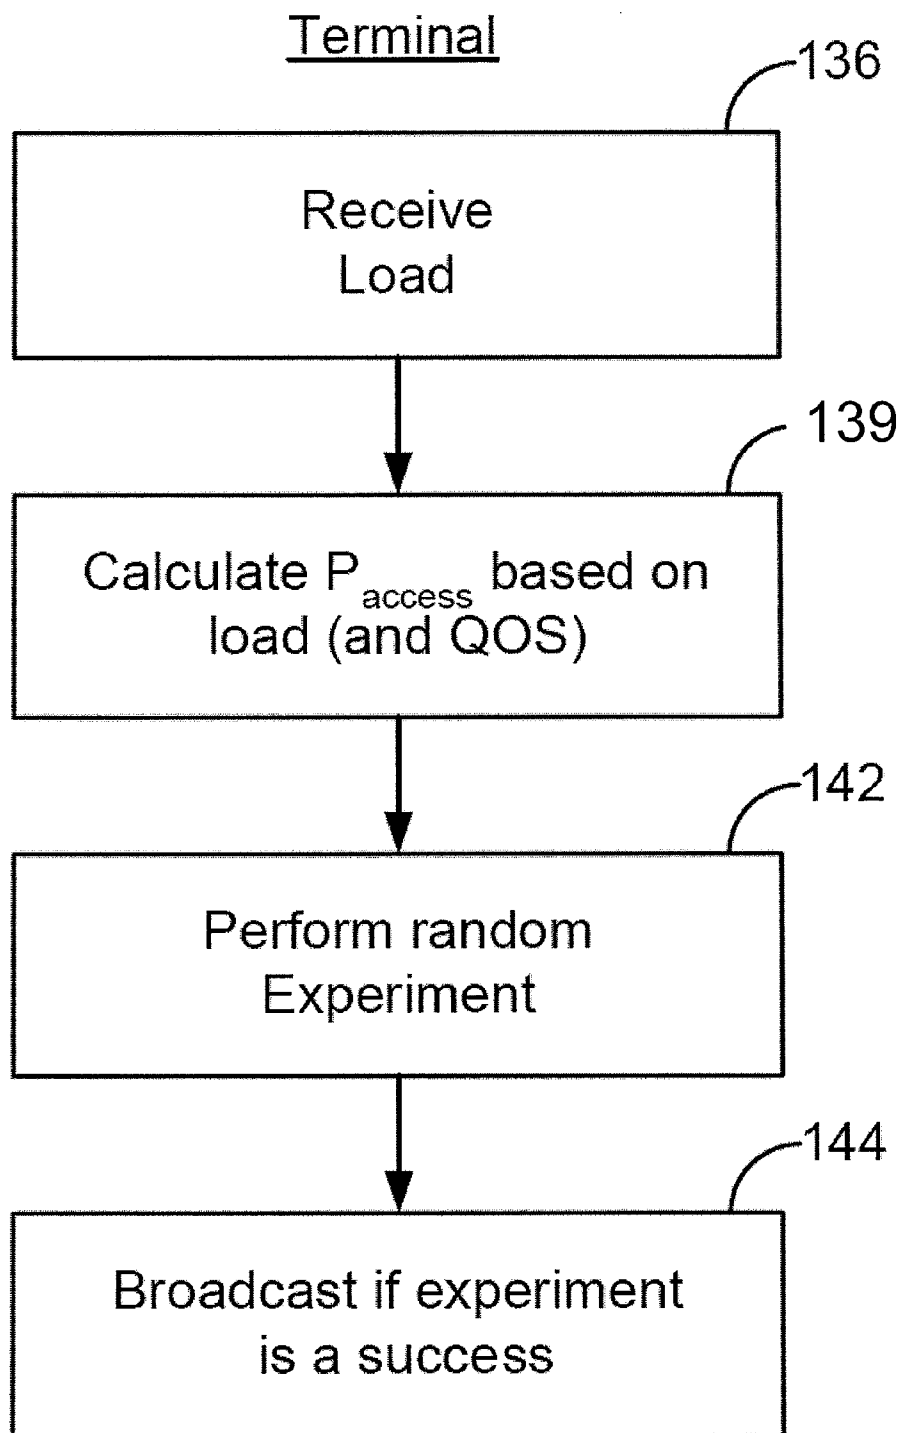 Terminal
136
Receive
Load
139
Calculate Paccess based on
load (and QOS)
142
Perform random
Experiment
144
Broadcast if experiment
is a success